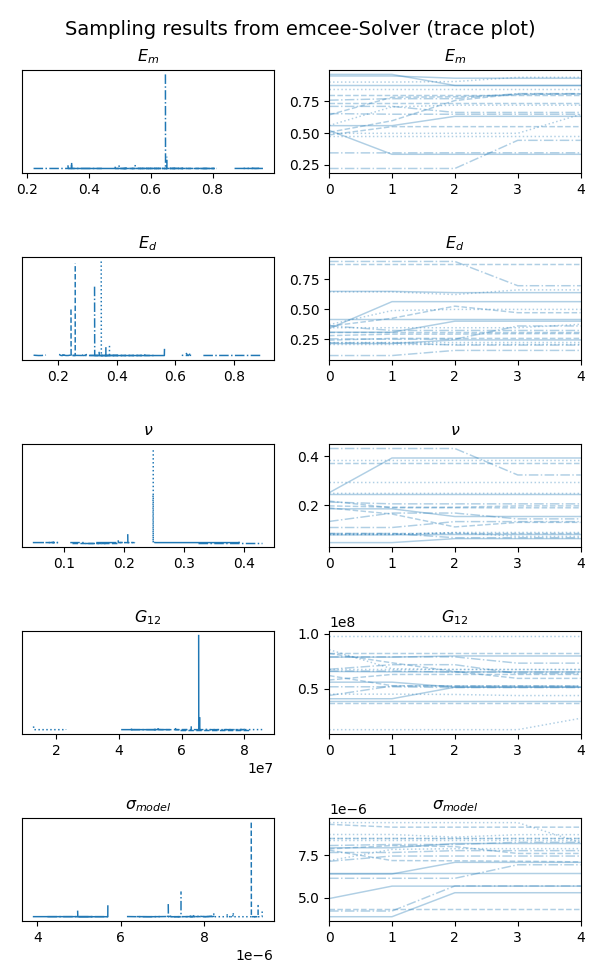 Sampling results from emcee-Solver (trace plot)
E_m E_m
0.75
0.50
0.25
0.2 0.4 0.6 0.8 0 1 2 3 4
E_d E_d
0.75
0.50
0.25
0.2 0.4 0.6 0.8 0 1 2 3 4
ν ν
0.4
0.2
0.1 0.2 0.3 0.4 0 1 2 3 4
G_12 G_12
1e8
1.0
0.5
2 4 6 8 0 1 2 3 4
1e7
σ_model σ_model
1e−6
7.5
5.0
4 6 8 0 1 2 3 4
1e−6